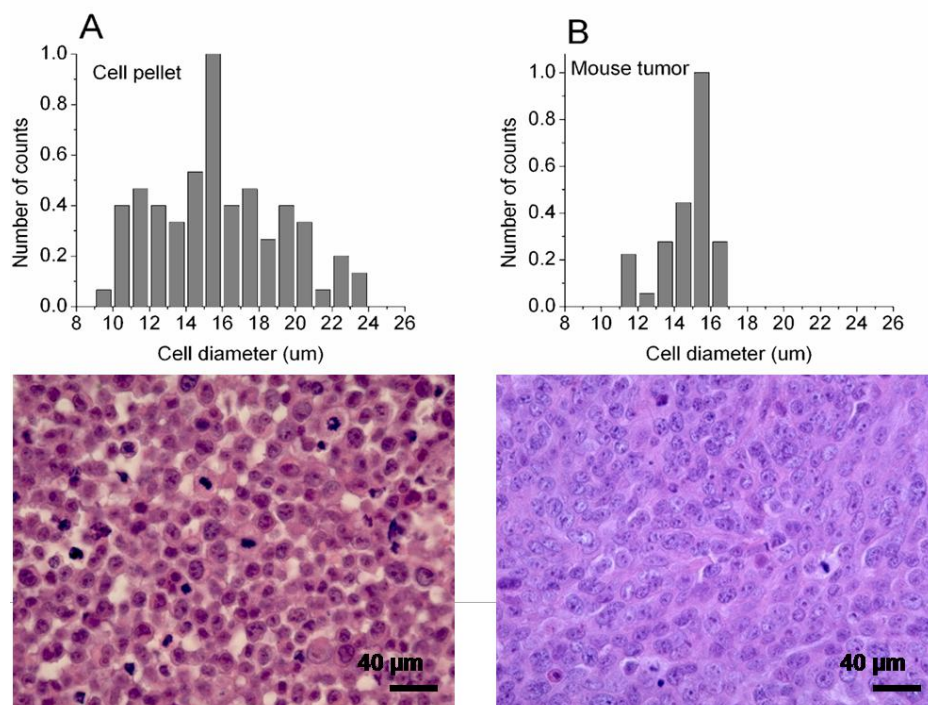 A
Cell pellet
Number of counts
1.0
0.8
0.6
0.4
0.2
0.0
8 10 12 14 16 18 20 22 24 26
Cell diameter (um)
B
Mouse tumor
Number of counts
1.0
0.8
0.6
0.4
0.2
0.0
8 10 12 14 16 18 20 22 24 26
Cell diameter (um)
40 µm
40 µm